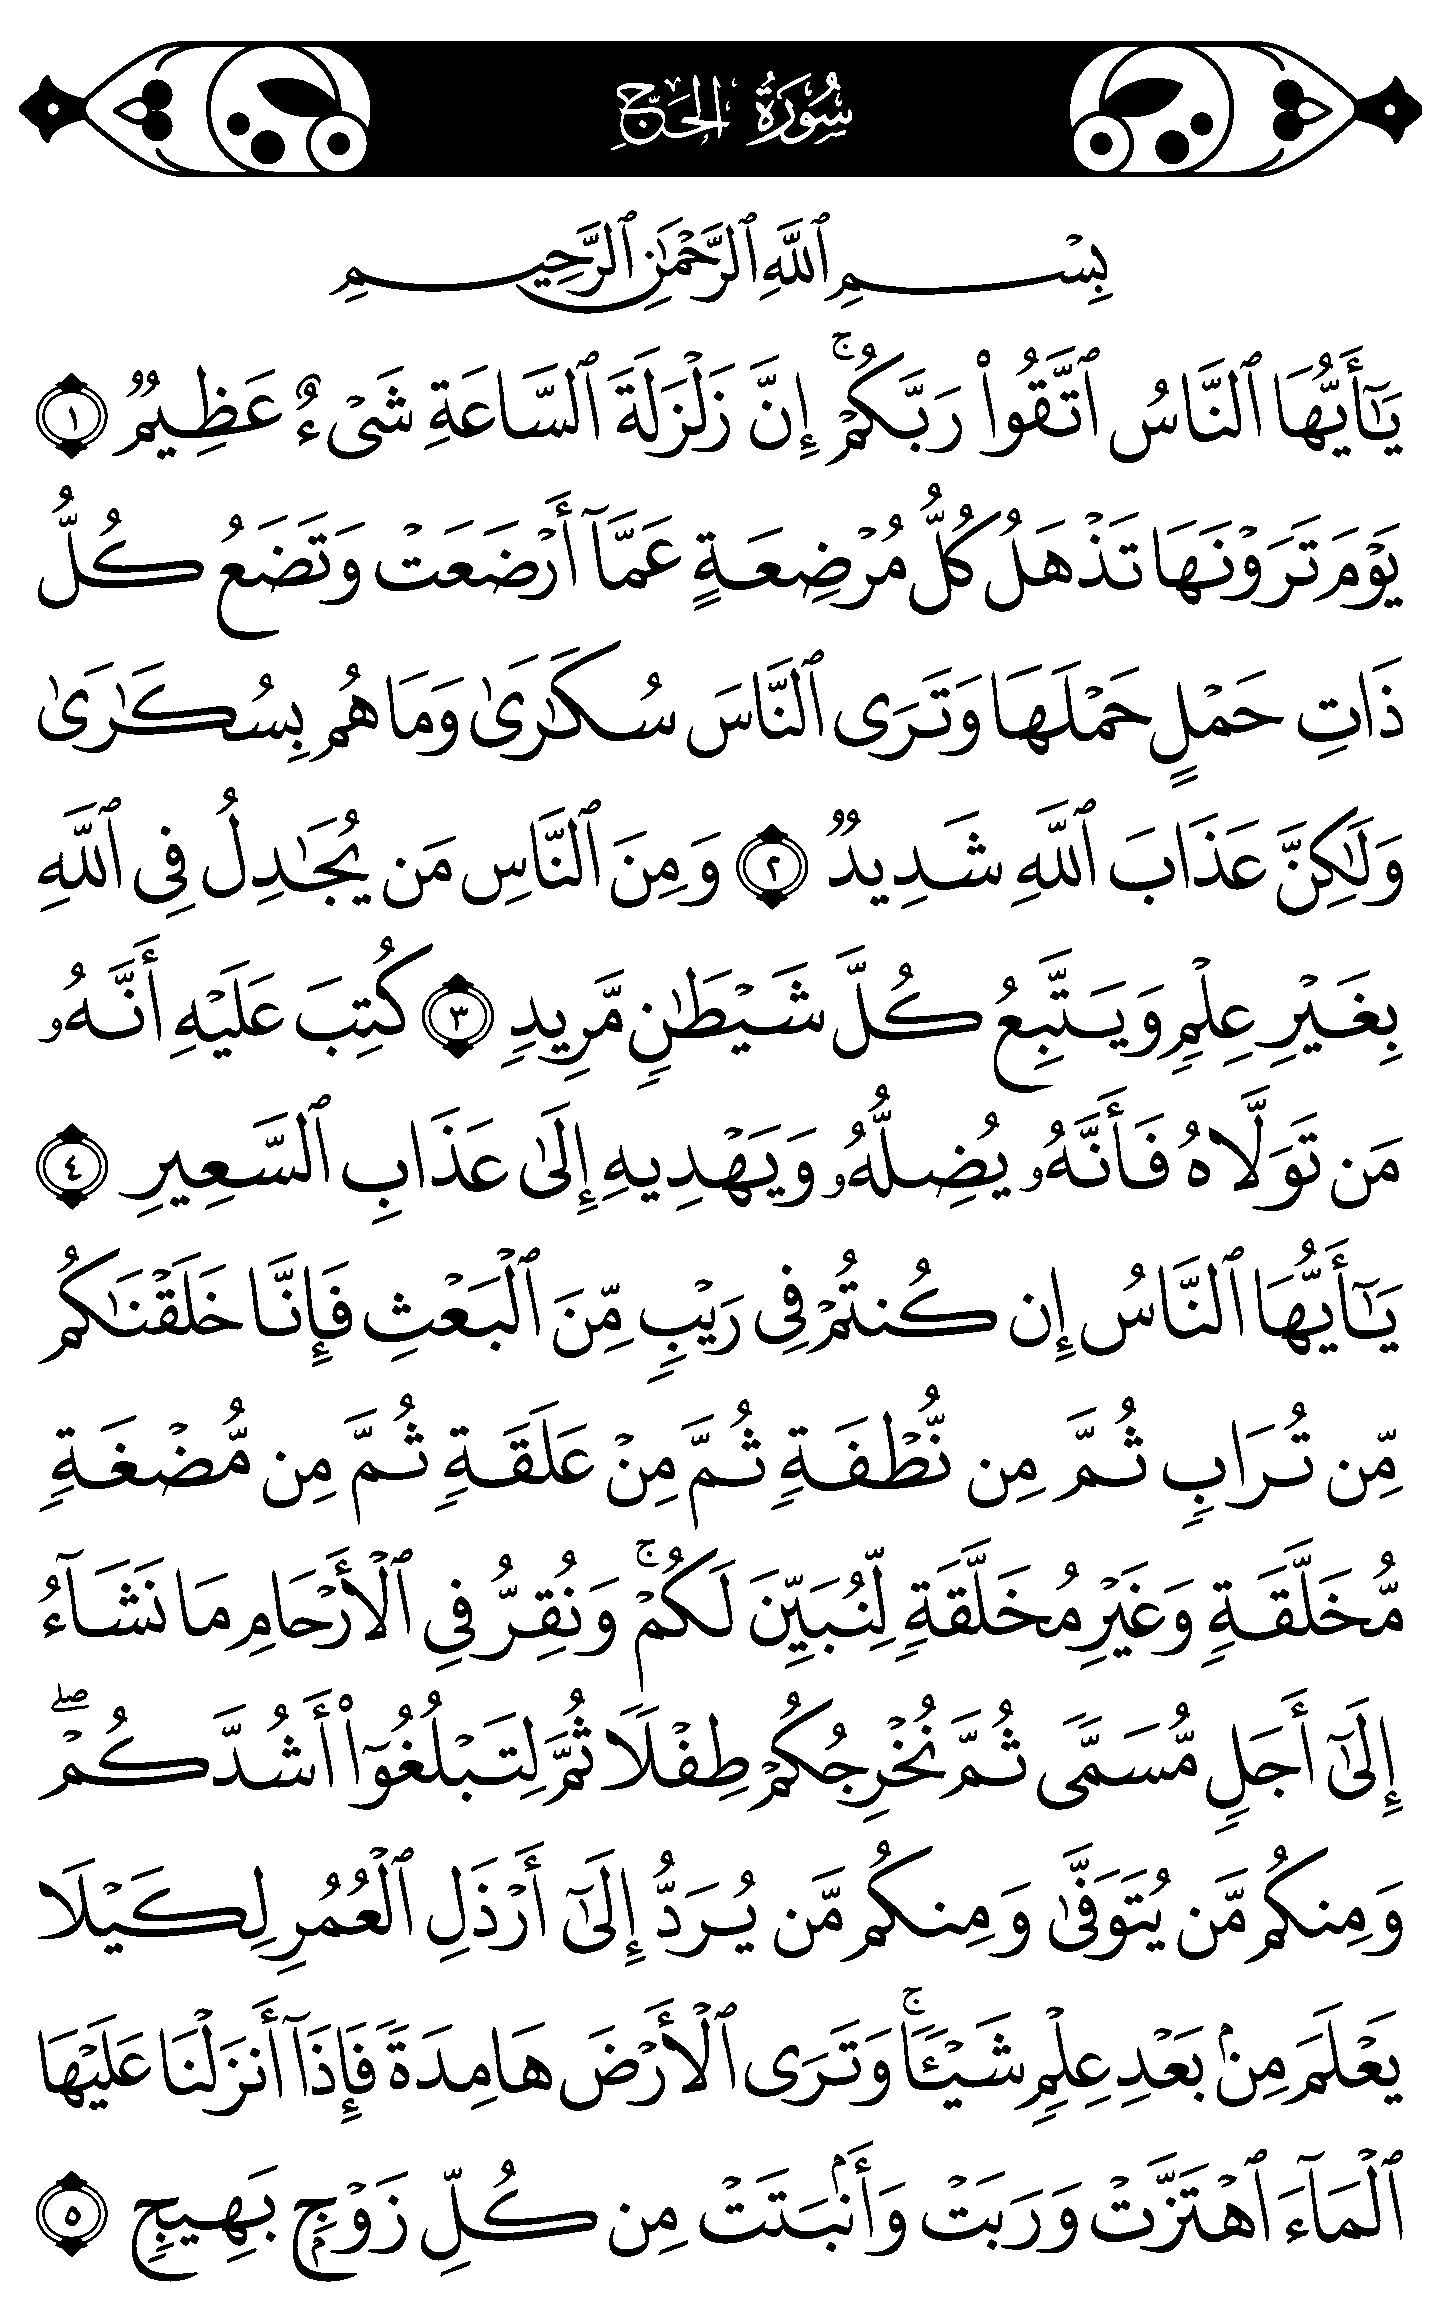 سُورَةُ الحَجِّ
بِسْمِ ٱللَّهِ ٱلرَّحْمَٰنِ ٱلرَّحِيمِ
يَٰٓأَيُّهَا ٱلنَّاسُ ٱتَّقُوا۟ رَبَّكُمْ ۚ إِنَّ زَلْزَلَةَ ٱلسَّاعَةِ شَىْءٌ عَظِيمٌ ١
يَوْمَ تَرَوْنَهَا تَذْهَلُ كُلُّ مُرْضِعَةٍ عَمَّآ أَرْضَعَتْ وَتَضَعُ كُلُّ
ذَاتِ حَمْلٍ حَمْلَهَا وَتَرَى ٱلنَّاسَ سُكَٰرَىٰ وَمَا هُم بِسُكَٰرَىٰ
وَلَٰكِنَّ عَذَابَ ٱللَّهِ شَدِيدٌ ٢ وَمِنَ ٱلنَّاسِ مَن يُجَٰدِلُ فِى ٱللَّهِ
بِغَيْرِ عِلْمٍ وَيَتَّبِعُ كُلَّ شَيْطَٰنٍ مَّرِيدٍ ٣ كُتِبَ عَلَيْهِ أَنَّهُۥ
مَن تَوَلَّاهُ فَأَنَّهُۥ يُضِلُّهُۥ وَيَهْدِيهِ إِلَىٰ عَذَابِ ٱلسَّعِيرِ ٤
يَٰٓأَيُّهَا ٱلنَّاسُ إِن كُنتُمْ فِى رَيْبٍ مِّنَ ٱلْبَعْثِ فَإِنَّا خَلَقْنَٰكُم
مِّن تُرَابٍ ثُمَّ مِن نُّطْفَةٍ ثُمَّ مِنْ عَلَقَةٍ ثُمَّ مِن مُّضْغَةٍ
مُّخَلَّقَةٍ وَغَيْرِ مُخَلَّقَةٍ لِّنُبَيِّنَ لَكُمْ ۚ وَنُقِرُّ فِى ٱلْأَرْحَامِ مَا نَشَآءُ
إِلَىٰٓ أَجَلٍ مُّسَمًّى ثُمَّ نُخْرِجُكُمْ طِفْلًا ثُمَّ لِتَبْلُغُوٓا۟ أَشُدَّكُمْ ۖ
وَمِنكُم مَّن يُتَوَفَّىٰ وَمِنكُم مَّن يُرَدُّ إِلَىٰٓ أَرْذَلِ ٱلْعُمُرِ لِكَيْلَا
يَعْلَمَ مِنۢ بَعْدِ عِلْمٍ شَيْـًٔا ۚ وَتَرَى ٱلْأَرْضَ هَامِدَةً فَإِذَآ أَنزَلْنَا عَلَيْهَا
ٱلْمَآءَ ٱهْتَزَّتْ وَرَبَتْ وَأَنۢبَتَتْ مِن كُلِّ زَوْجٍۭ بَهِيجٍ ٥